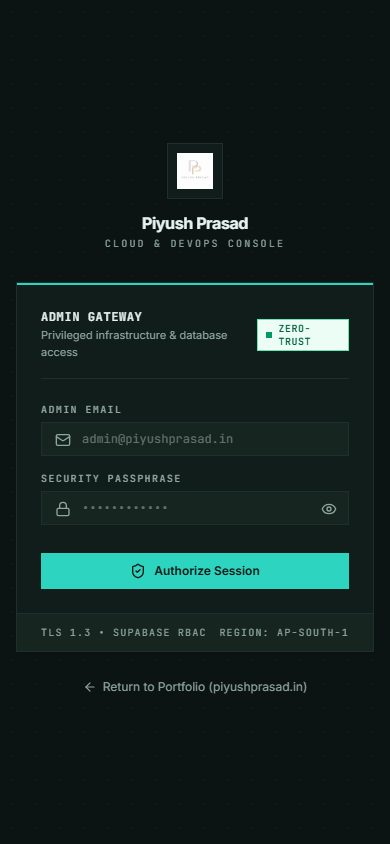 Piyush Prasad
CLOUD & DEVOPS CONSOLE
ADMIN GATEWAY
Privileged infrastructure & database
access
ZERO-
TRUST
ADMIN EMAIL
admin@piyushprasad.in
SECURITY PASSPHRASE
••••••••••••
Authorize Session
TLS 1.3 • SUPABASE RBAC REGION: AP-SOUTH-1
← Return to Portfolio (piyushprasad.in)